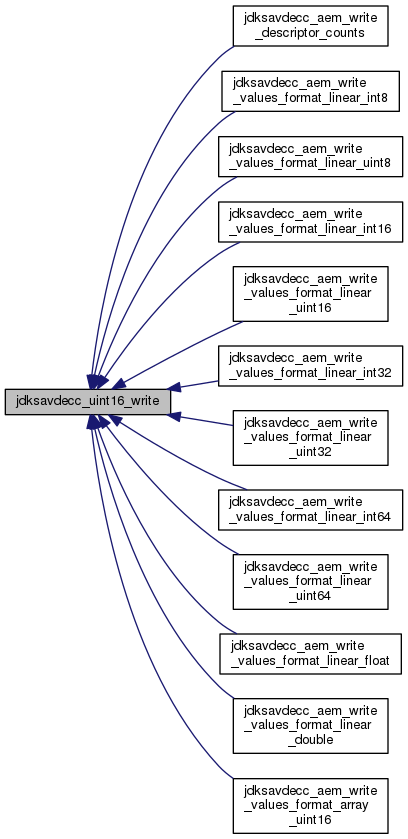 jdksavdecc_aem_write
_descriptor_counts
jdksavdecc_aem_write
_values_format_linear_int8
jdksavdecc_aem_write
_values_format_linear_uint8
jdksavdecc_aem_write
_values_format_linear_int16
jdksavdecc_aem_write
_values_format_linear
_uint16
jdksavdecc_aem_write
_values_format_linear_int32
jdksavdecc_uint16_write
jdksavdecc_aem_write
_values_format_linear
_uint32
jdksavdecc_aem_write
_values_format_linear_int64
jdksavdecc_aem_write
_values_format_linear
_uint64
jdksavdecc_aem_write
_values_format_linear_float
jdksavdecc_aem_write
_values_format_linear
_double
jdksavdecc_aem_write
_values_format_array
_uint16